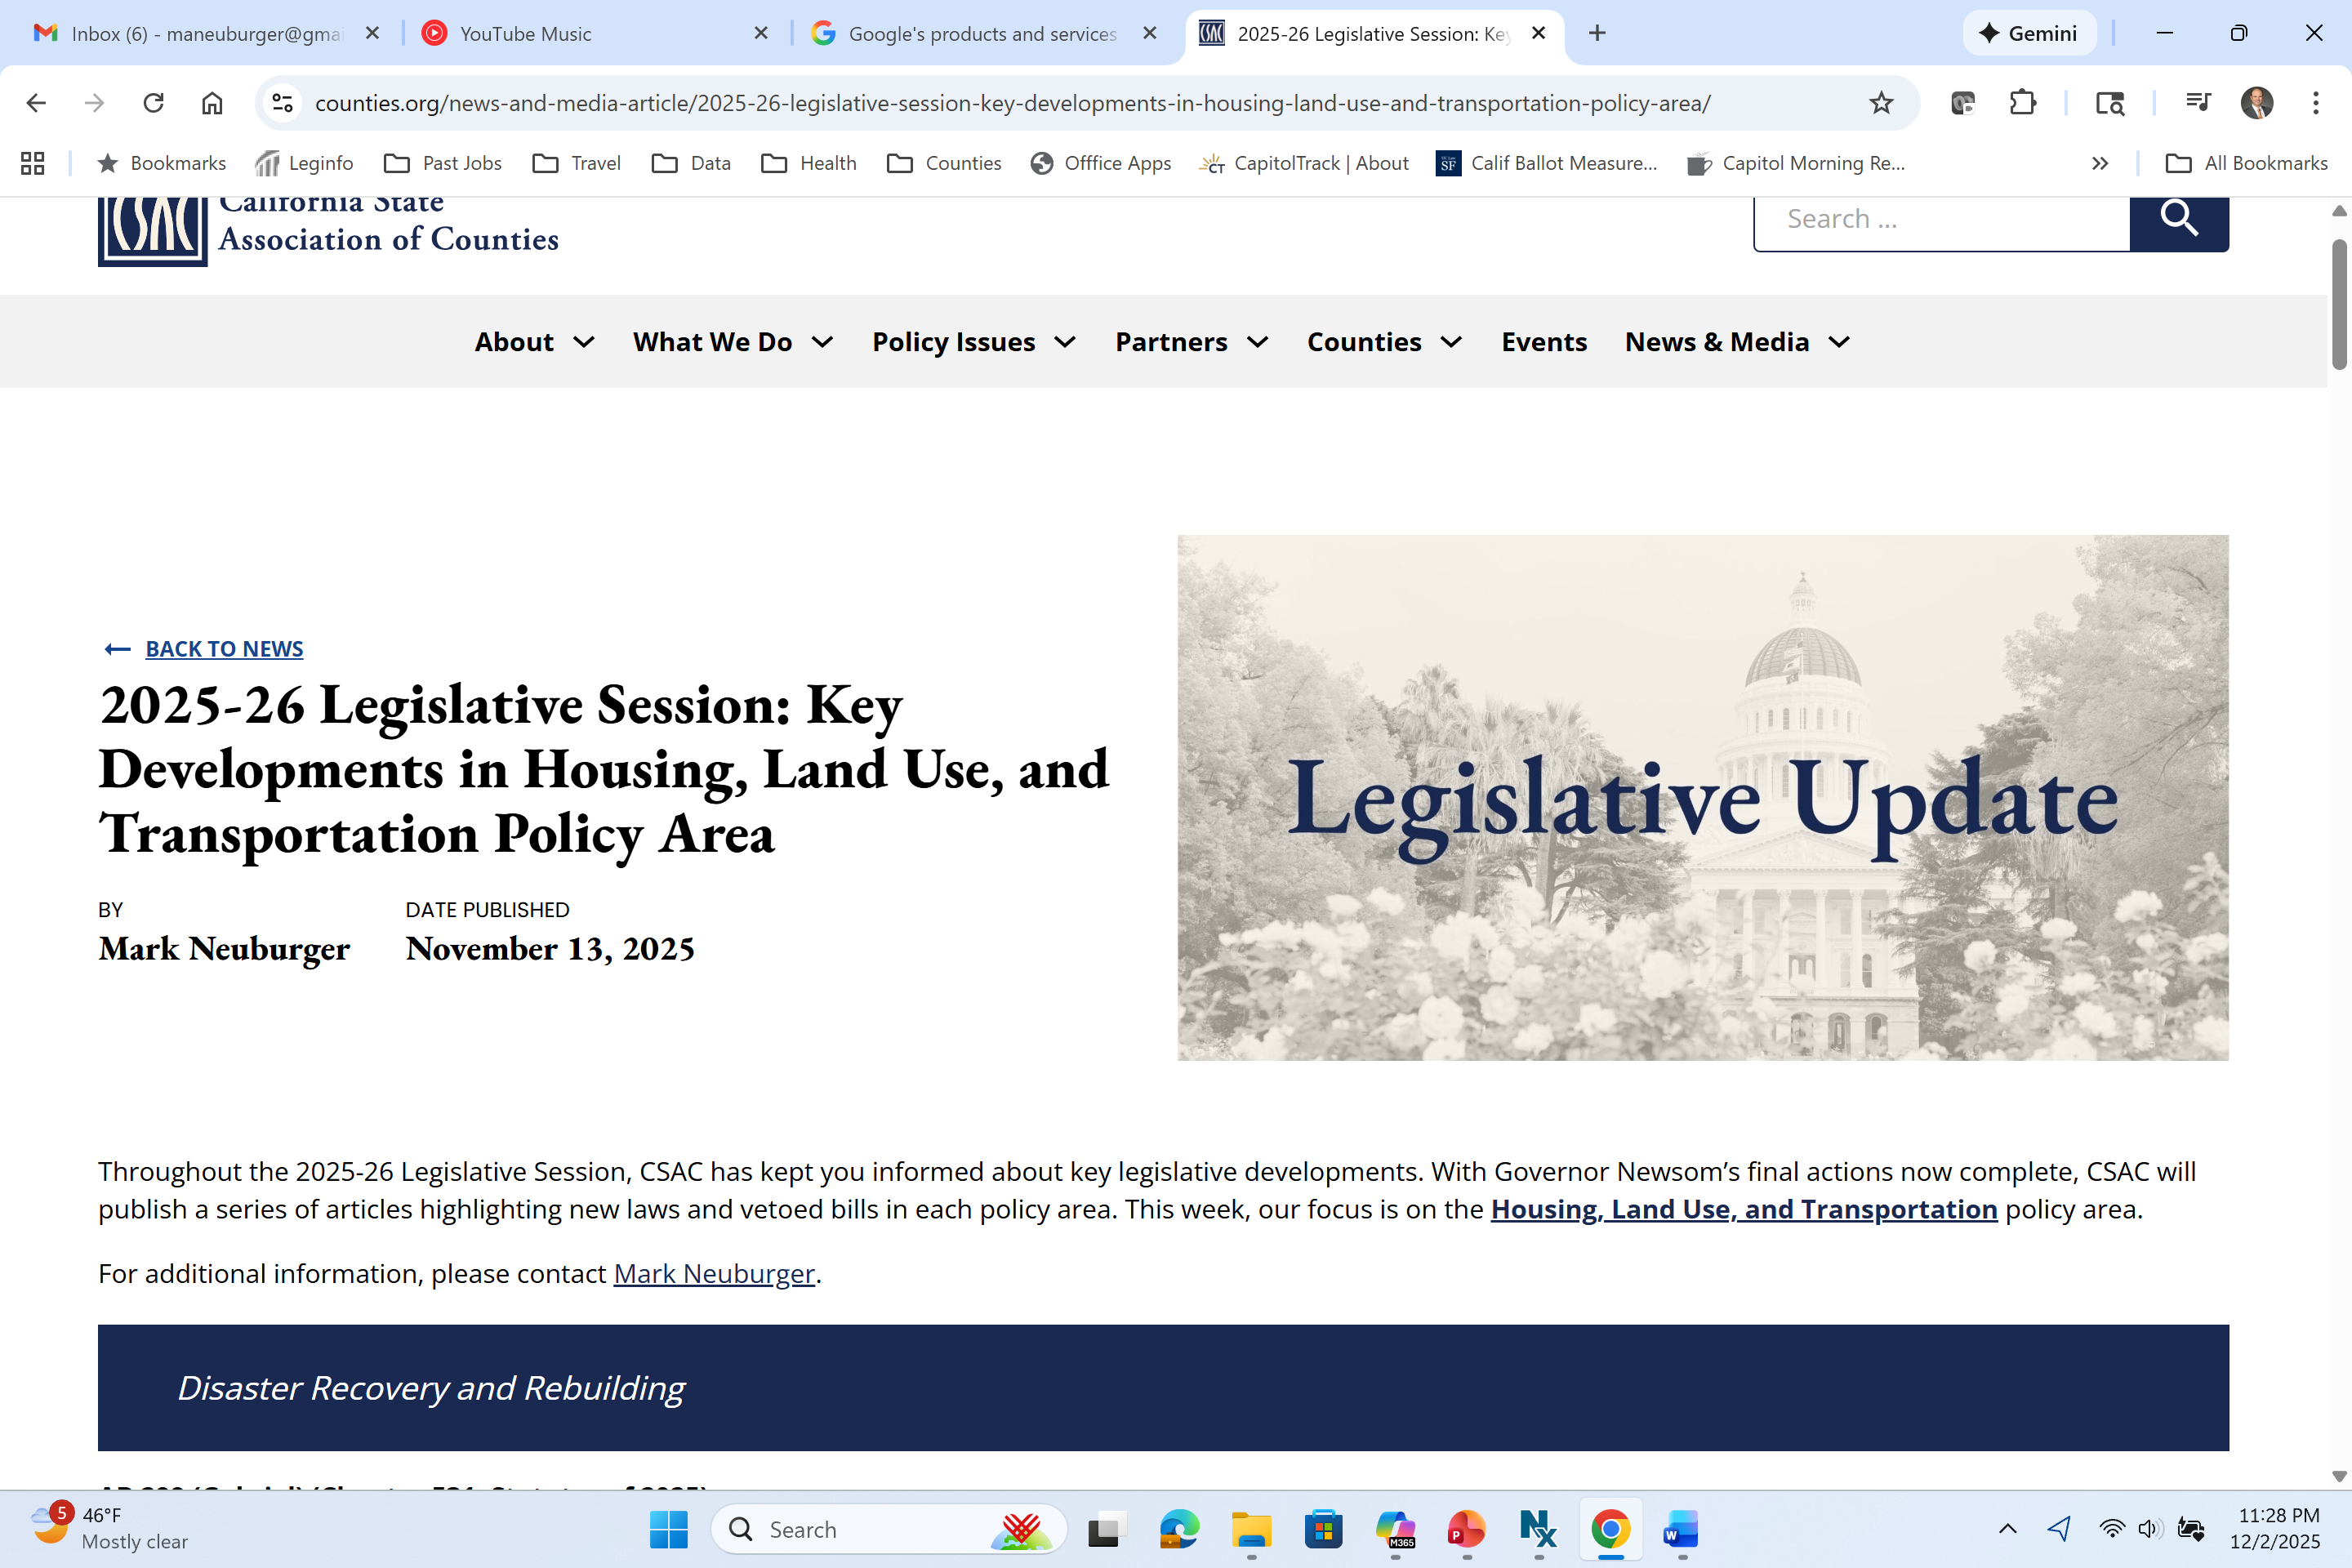 Inbox (6) - maneuburger@gmai
YouTube Music
Google's products and services
2025-26 Legislative Session: Key
Gemini
counties.org/news-and-media-article/2025-26-legislative-session-key-developments-in-housing-land-use-and-transportation-policy-area/
Bookmarks
Leginfo
Past Jobs
Travel
Data
Health
Counties
Offfice Apps
CapitolTrack | About
Calif Ballot Measure...
Capitol Morning Re...
All Bookmarks
CSAC
California State
Association of Counties
Search ...
About
What We Do
Policy Issues
Partners
Counties
Events
News & Media
BACK TO NEWS
2025-26 Legislative Session: Key
Developments in Housing, Land Use, and
Transportation Policy Area
BY
DATE PUBLISHED
Mark Neuburger
November 13, 2025
Legislative Update
Throughout the 2025-26 Legislative Session, CSAC has kept you informed about key legislative developments. With Governor Newsom’s final actions now complete, CSAC will
publish a series of articles highlighting new laws and vetoed bills in each policy area. This week, our focus is on the Housing, Land Use, and Transportation policy area.
For additional information, please contact Mark Neuburger.
Disaster Recovery and Rebuilding
5
46°F
Mostly clear
Search
M365
11:28 PM
12/2/2025